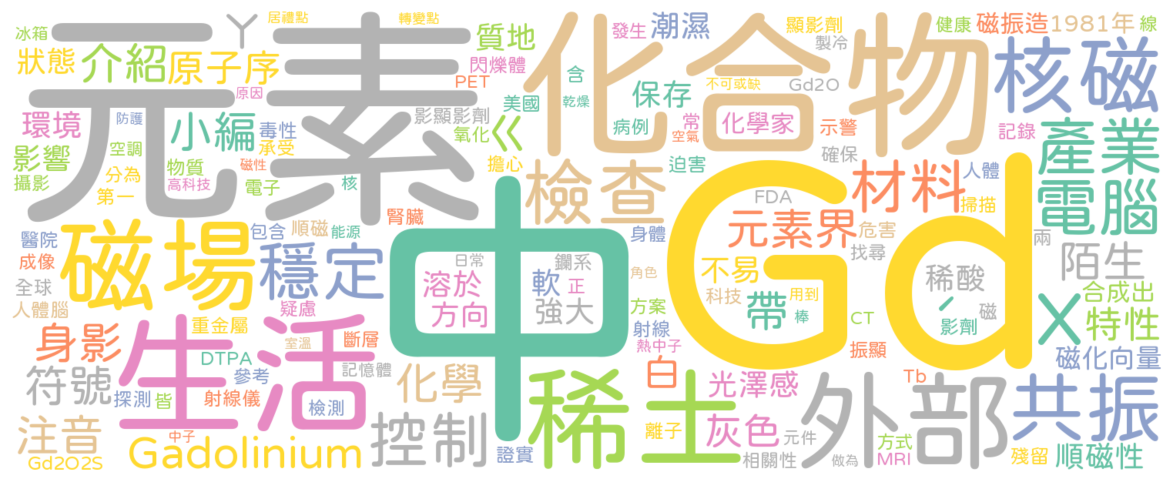 元素
化合物
中
Gd
冰箱
丫
居禮點
轉變點
狀態
介紹
原子序
質地
閃爍體
PET
原因
發生
潮濕
顯影劑
製冷
健康
磁振造
1981年
線
核磁
含
美國
乾燥
保存
不可或缺
Gd2O
環境
防護
小編
毒性
承受
影顯影劑
氧化
ㄍ
病例
常
空氣
化學家
示警
確保
記錄
產業
影響
空調
物質
磁性
攝影
分為
第一
高科技
電子
核
擔心
迫害
檢查
FDA
材料
人體
掃描
電腦
腎臟
醫院
成像
全球
人體腦
磁場
包含
順磁
能源
穩定
日常
鑭系
身體
元素界
危害
找尋
兩
陌生
溶於
方向
軟
正
強大
角色
方案
不易
科技
帶
用到
棒
稀酸
ˊ
影劑
磁
合成出
ㄨ
特性
疑慮
重金屬
室溫
斷層
身影
生活
DTPA
參考
記憶體
射線
熱中子
CT
振顯
磁化向量
符號
探測
皆
射線儀
檢測
化學
稀土
白
光澤感
外部
Tb
共振
注音
Gd2O2S
中子
Gadolinium
控制
證實
離子
灰色
元件
相關性
做為
方式
MRI
殘留
順磁性